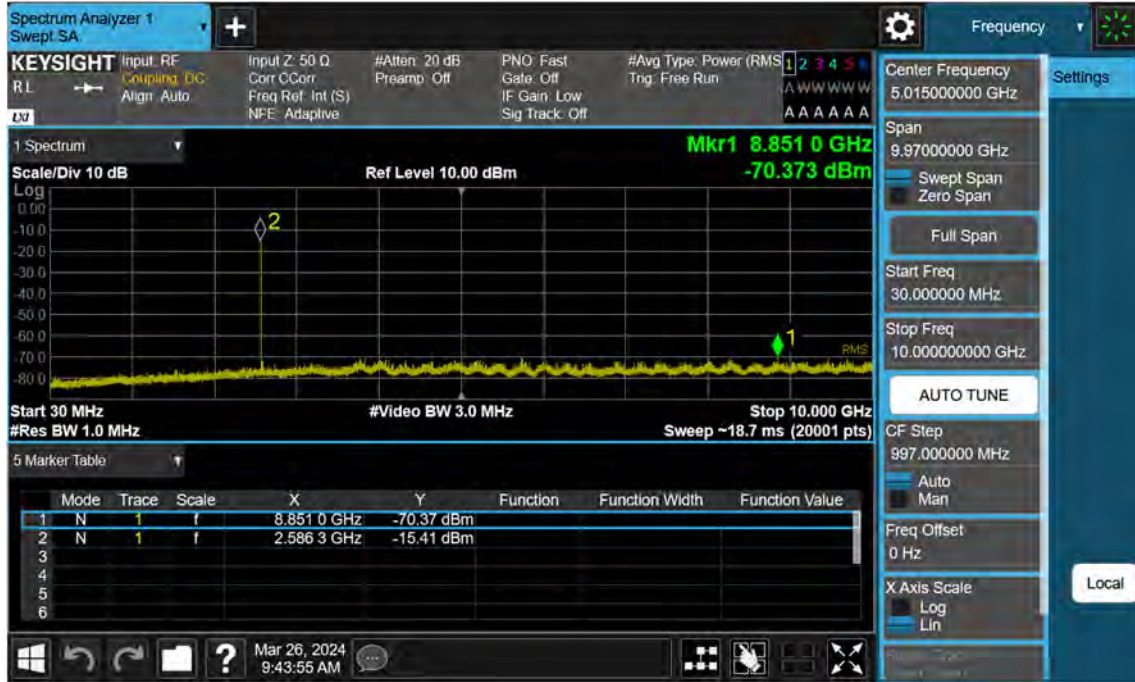 Spectrum Analyzer 1
Swept SA
+
Frequency
KEYSIGHT
RL
LXI
Input: RF
Coupling: DC
Align: Auto
Input Z: 50 Ω
Corr CCorr
Freq Ref: Int (S)
NFE: Adaptive
#Atten: 20 dB
Preamp: Off
PNO: Fast
Gate: Off
IF Gain: Low
Sig Track: Off
#Avg Type: Power (RMS
Trig: Free Run
1 2 3 4 5 6
A W W W W W
A A A A A A
1 Spectrum
Mkr1 8.851 0 GHz
Scale/Div 10 dB
Ref Level 10.00 dBm
-70.373 dBm
Log
0.00
-10.0
-20.0
-30.0
-40.0
-50.0
-60.0
-70.0
-80.0
2
1
RMS
Start 30 MHz
#Video BW 3.0 MHz
Stop 10.000 GHz
#Res BW 1.0 MHz
Sweep ~18.7 ms (20001 pts)
5 Marker Table
Mode Trace Scale X Y Function Function Width Function Value
1 N 1 f 8.851 0 GHz -70.37 dBm
2 N 1 f 2.586 3 GHz -15.41 dBm
3
4
5
6
?
Mar 26, 2024
9:43:55 AM
Center Frequency
5.015000000 GHz
Settings
Span
9.97000000 GHz
Swept Span
Zero Span
Full Span
Start Freq
30.000000 MHz
Stop Freq
10.000000000 GHz
AUTO TUNE
CF Step
997.000000 MHz
Auto
Man
Freq Offset
0 Hz
X Axis Scale
Log
Lin
Local